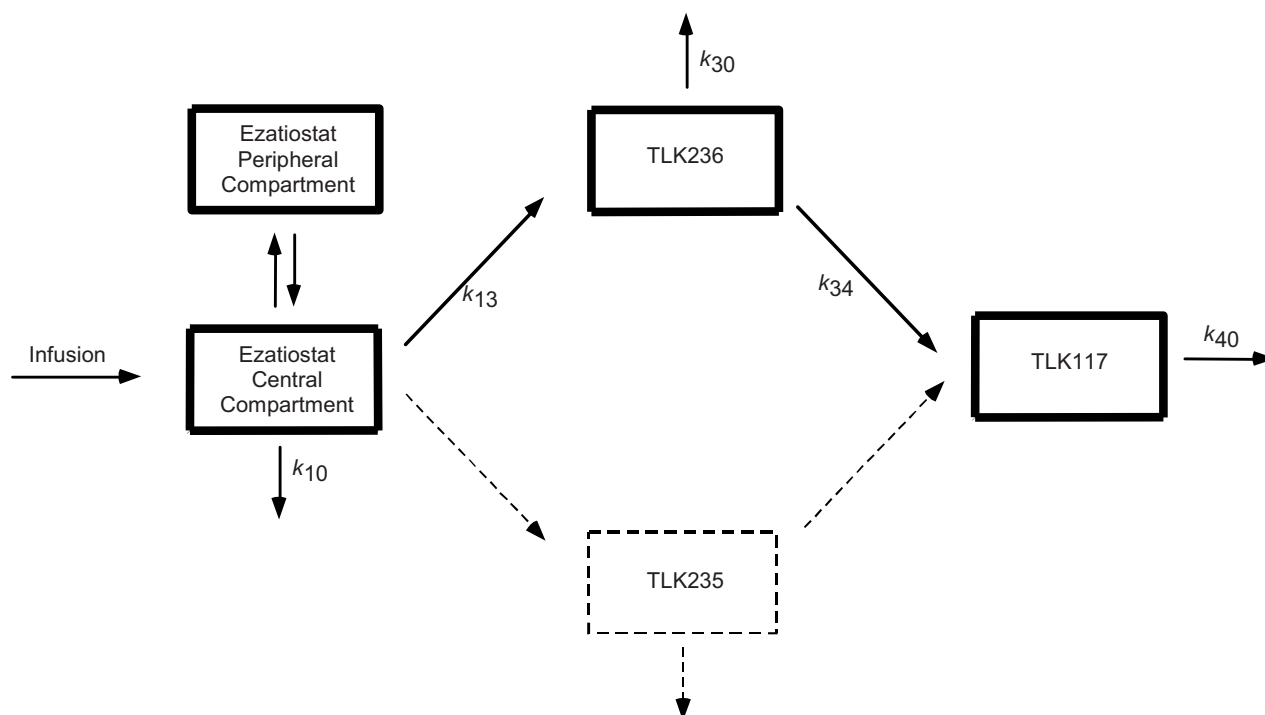 k30
Ezatiostat
Peripheral
Compartment
TLK236
k13
k34
Infusion
Ezatiostat
Central
Compartment
TLK117
k40
k10
TLK235